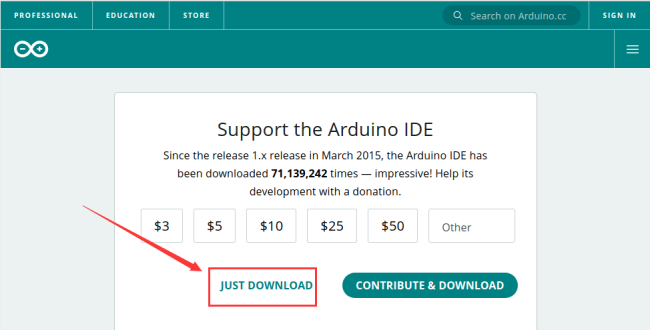 PROFESSIONAL EDUCATION STORE Search on Arduino.cc SIGN IN
Support the Arduino IDE
Since the release 1.x release in March 2015, the Arduino IDE has
been downloaded 71,139,242 times — impressive! Help its
development with a donation.
$3 $5 $10 $25 $50 Other
JUST DOWNLOAD CONTRIBUTE & DOWNLOAD